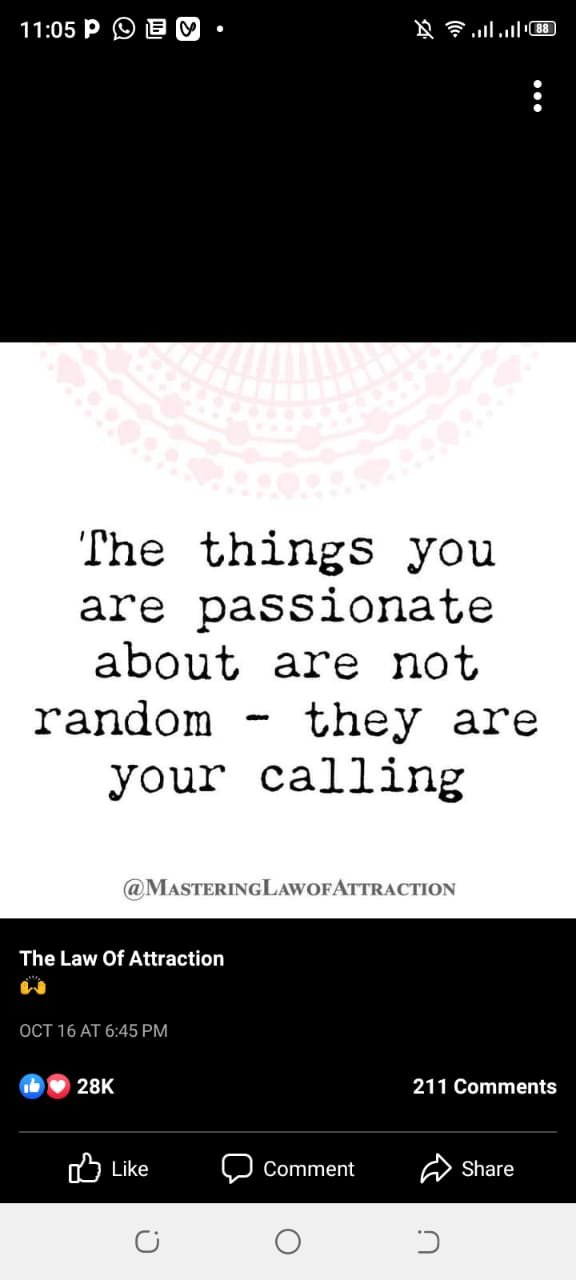 11:05
88
'The things you
are passionate
about are not
random - they are
your calling
@MASTERINGLAWOFATTRACTION
The Law Of Attraction
🙌
OCT 16 AT 6:45 PM
28K
211 Comments
Like
Comment
Share